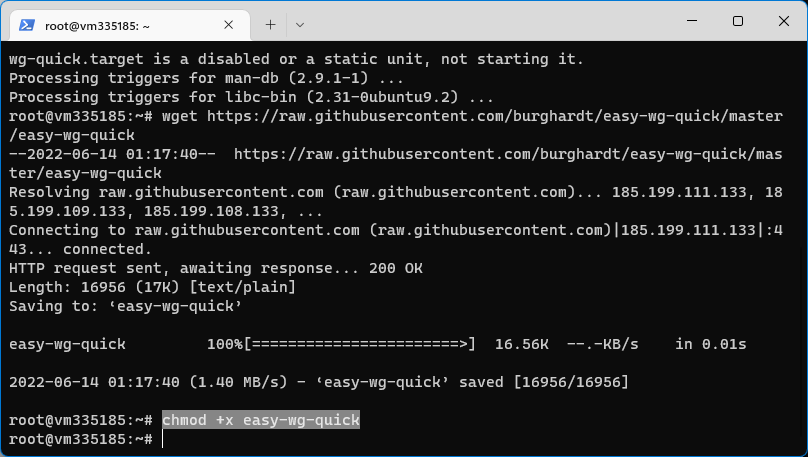 root@vm335185: ~
wg-quick.target is a disabled or a static unit, not starting it.
Processing triggers for man-db (2.9.1-1) ...
Processing triggers for libc-bin (2.31-0ubuntu9.2) ...
root@vm335185:~# wget https://raw.githubusercontent.com/burghardt/easy-wg-quick/master
/easy-wg-quick
--2022-06-14 01:17:40--  https://raw.githubusercontent.com/burghardt/easy-wg-quick/mas
ter/easy-wg-quick
Resolving raw.githubusercontent.com (raw.githubusercontent.com)... 185.199.111.133, 18
5.199.109.133, 185.199.108.133, ...
Connecting to raw.githubusercontent.com (raw.githubusercontent.com)|185.199.111.133|:4
43... connected.
HTTP request sent, awaiting response... 200 OK
Length: 16956 (17K) [text/plain]
Saving to: ‘easy-wg-quick’
easy-wg-quick         100%[=======================>]  16.56K  --.-KB/s    in 0.01s
2022-06-14 01:17:40 (1.40 MB/s) - ‘easy-wg-quick’ saved [16956/16956]
root@vm335185:~# chmod +x easy-wg-quick
root@vm335185:~#